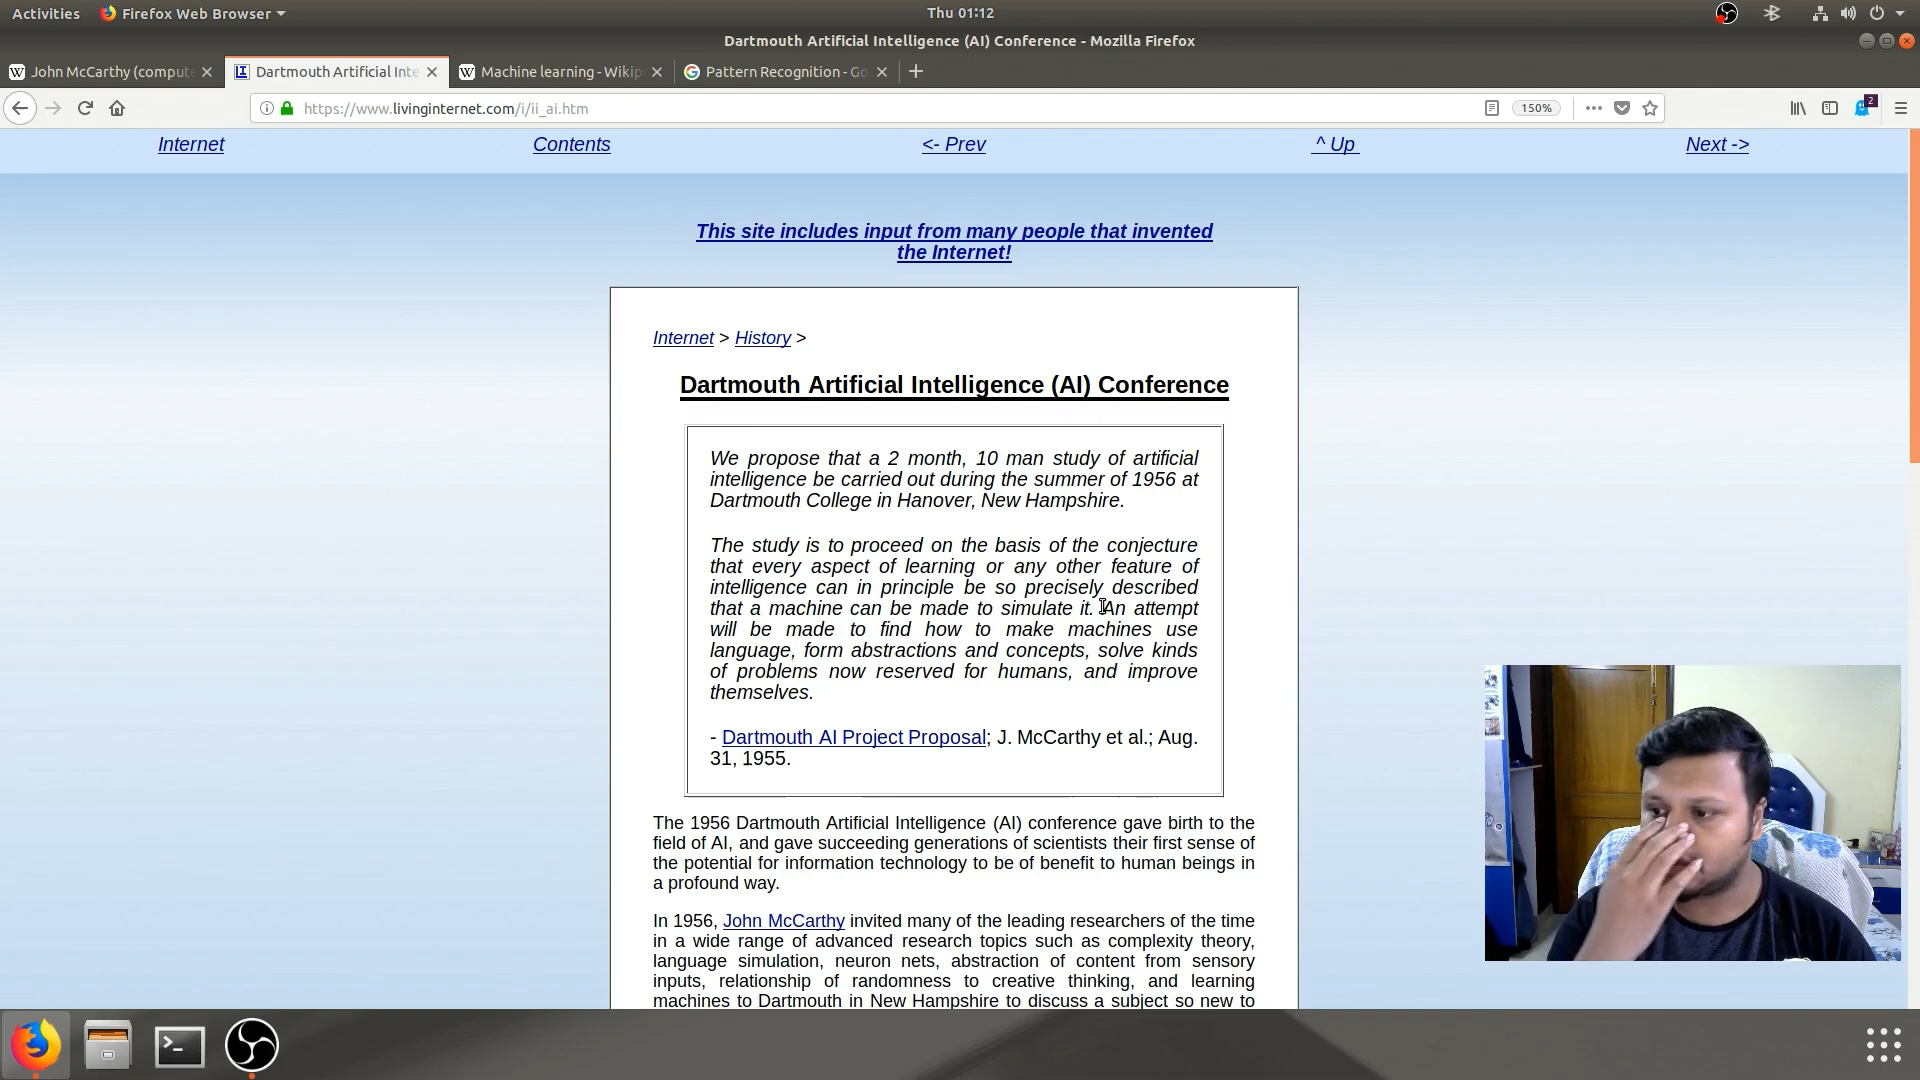 Activities Firefox Web Browser Thu 01:12
Dartmouth Artificial Intelligence (AI) Conference - Mozilla Firefox
John McCarthy (compute Dartmouth Artificial Inte Machine learning - Wikip Pattern Recognition - Go
https://www.livinginternet.com/i/ii_ai.htm 150% 2
Internet Contents <- Prev ^ Up Next ->
This site includes input from many people that invented
the Internet!
Internet > History >
Dartmouth Artificial Intelligence (AI) Conference
We propose that a 2 month, 10 man study of artificial
intelligence be carried out during the summer of 1956 at
Dartmouth College in Hanover, New Hampshire.
The study is to proceed on the basis of the conjecture
that every aspect of learning or any other feature of
intelligence can in principle be so precisely described
that a machine can be made to simulate it. An attempt
will be made to find how to make machines use
language, form abstractions and concepts, solve kinds
of problems now reserved for humans, and improve
themselves.
- Dartmouth AI Project Proposal; J. McCarthy et al.; Aug.
31, 1955.
The 1956 Dartmouth Artificial Intelligence (AI) conference gave birth to the
field of AI, and gave succeeding generations of scientists their first sense of
the potential for information technology to be of benefit to human beings in
a profound way.
In 1956, John McCarthy invited many of the leading researchers of the time
in a wide range of advanced research topics such as complexity theory,
language simulation, neuron nets, abstraction of content from sensory
inputs, relationship of randomness to creative thinking, and learning
machines to Dartmouth in New Hampshire to discuss a subject so new to